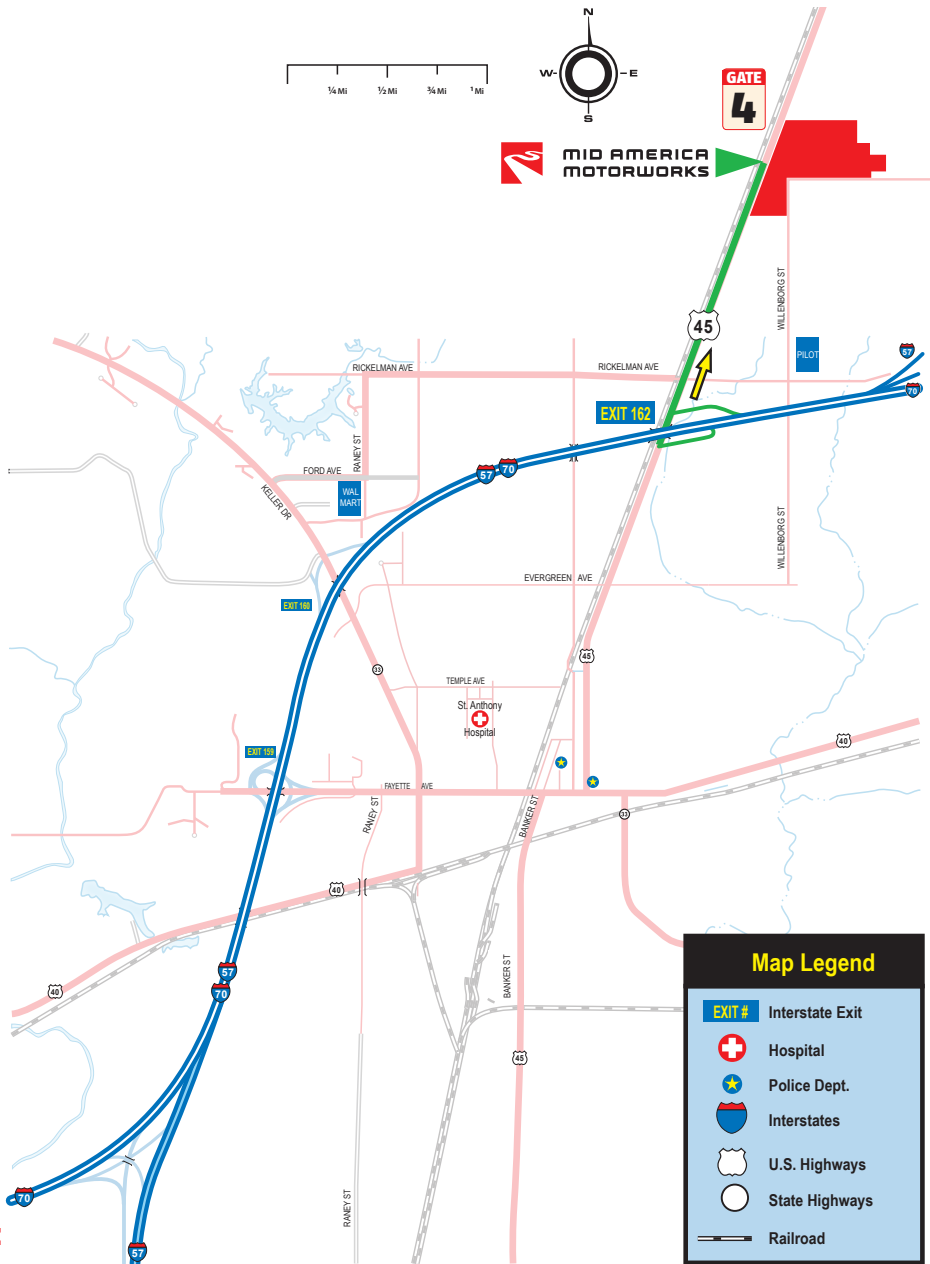 N
W- -E
S
¼ Mi ½ Mi ¾ Mi 1 Mi
GATE
4
MID AMERICA
MOTORWORKS
WILLENBORG ST
45
PILOT
57
70
RICKELMAN AVE
RICKELMAN AVE
EXIT 162
RANEY ST
FORD AVE
57
70
WAL
MART
KELLER DR
WILLENBORG ST
EVERGREEN AVE
EXIT 160
45
33
TEMPLE AVE
St. Anthony
Hospital
40
EXIT 159
FAYETTE AVE
RANEY ST
BANKER ST
33
40
57
70
40
BANKER ST
45
RANEY ST
70
57
Map Legend
EXIT # Interstate Exit
Hospital
Police Dept.
Interstates
U.S. Highways
State Highways
Railroad